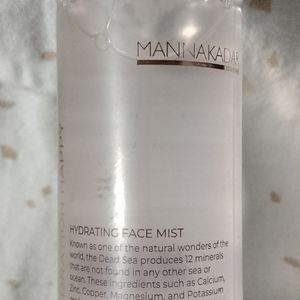 MANNAKADAR
HYDRATING FACE MIST
Known as one of the natural wonders of the
world, the Dead Sea produces 12 minerals
that are not found in any other sea or
ocean. These ingredients such as Calcium,
Zinc, Copper, Magnesium, and Potassium
HAPPY